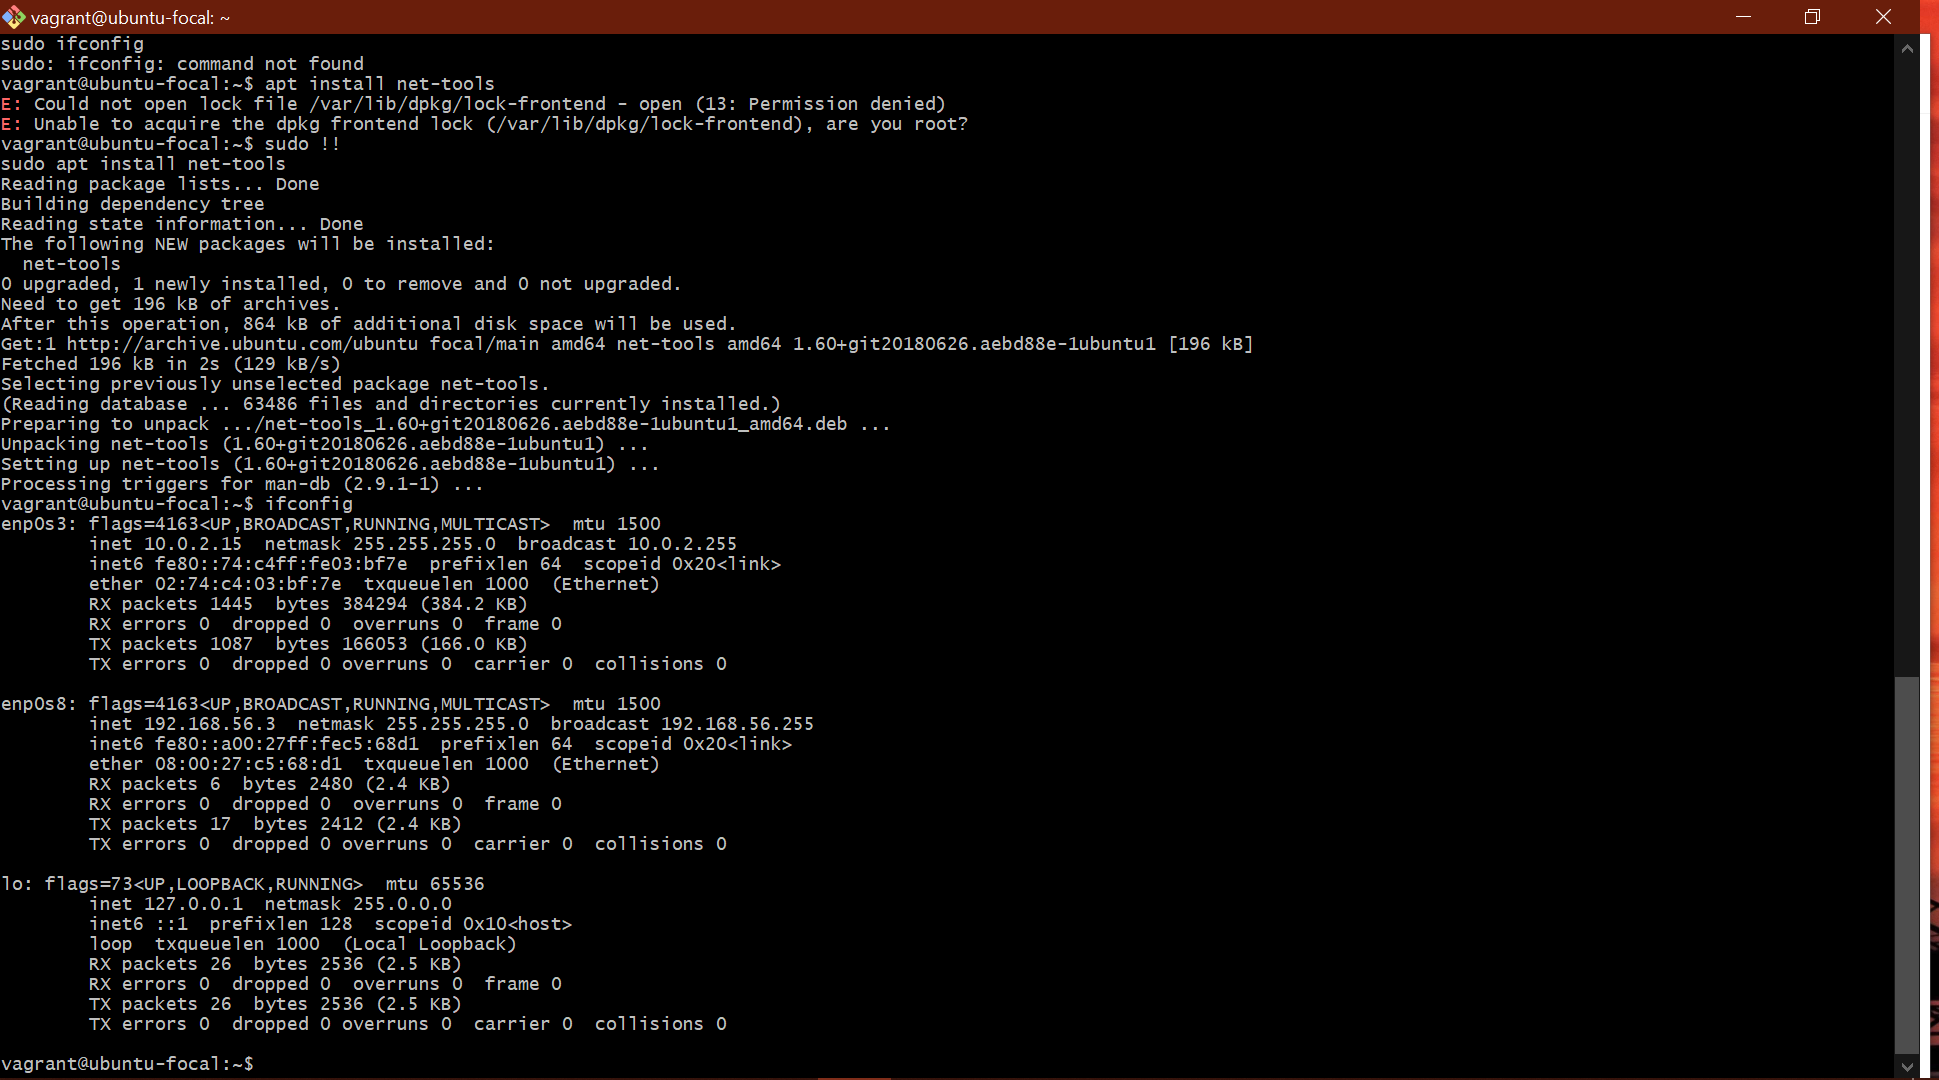 vagrant@ubuntu-focal: ~
sudo ifconfig
sudo: ifconfig: command not found
vagrant@ubuntu-focal:~$ apt install net-tools
E: Could not open lock file /var/lib/dpkg/lock-frontend - open (13: Permission denied)
E: Unable to acquire the dpkg frontend lock (/var/lib/dpkg/lock-frontend), are you root?
vagrant@ubuntu-focal:~$ sudo !!
sudo apt install net-tools
Reading package lists... Done
Building dependency tree
Reading state information... Done
The following NEW packages will be installed:
  net-tools
0 upgraded, 1 newly installed, 0 to remove and 0 not upgraded.
Need to get 196 kB of archives.
After this operation, 864 kB of additional disk space will be used.
Get:1 http://archive.ubuntu.com/ubuntu focal/main amd64 net-tools amd64 1.60+git20180626.aebd88e-1ubuntu1 [196 kB]
Fetched 196 kB in 2s (129 kB/s)
Selecting previously unselected package net-tools.
(Reading database ... 63486 files and directories currently installed.)
Preparing to unpack .../net-tools_1.60+git20180626.aebd88e-1ubuntu1_amd64.deb ...
Unpacking net-tools (1.60+git20180626.aebd88e-1ubuntu1) ...
Setting up net-tools (1.60+git20180626.aebd88e-1ubuntu1) ...
Processing triggers for man-db (2.9.1-1) ...
vagrant@ubuntu-focal:~$ ifconfig
enp0s3: flags=4163<UP,BROADCAST,RUNNING,MULTICAST>  mtu 1500
        inet 10.0.2.15  netmask 255.255.255.0  broadcast 10.0.2.255
        inet6 fe80::74:c4ff:fe03:bf7e  prefixlen 64  scopeid 0x20<link>
        ether 02:74:c4:03:bf:7e  txqueuelen 1000  (Ethernet)
        RX packets 1445  bytes 384294 (384.2 KB)
        RX errors 0  dropped 0  overruns 0  frame 0
        TX packets 1087  bytes 166053 (166.0 KB)
        TX errors 0  dropped 0 overruns 0  carrier 0  collisions 0

enp0s8: flags=4163<UP,BROADCAST,RUNNING,MULTICAST>  mtu 1500
        inet 192.168.56.3  netmask 255.255.255.0  broadcast 192.168.56.255
        inet6 fe80::a00:27ff:fec5:68d1  prefixlen 64  scopeid 0x20<link>
        ether 08:00:27:c5:68:d1  txqueuelen 1000  (Ethernet)
        RX packets 6  bytes 2480 (2.4 KB)
        RX errors 0  dropped 0  overruns 0  frame 0
        TX packets 17  bytes 2412 (2.4 KB)
        TX errors 0  dropped 0 overruns 0  carrier 0  collisions 0

lo: flags=73<UP,LOOPBACK,RUNNING>  mtu 65536
        inet 127.0.0.1  netmask 255.0.0.0
        inet6 ::1  prefixlen 128  scopeid 0x10<host>
        loop  txqueuelen 1000  (Local Loopback)
        RX packets 26  bytes 2536 (2.5 KB)
        RX errors 0  dropped 0  overruns 0  frame 0
        TX packets 26  bytes 2536 (2.5 KB)
        TX errors 0  dropped 0 overruns 0  carrier 0  collisions 0

vagrant@ubuntu-focal:~$